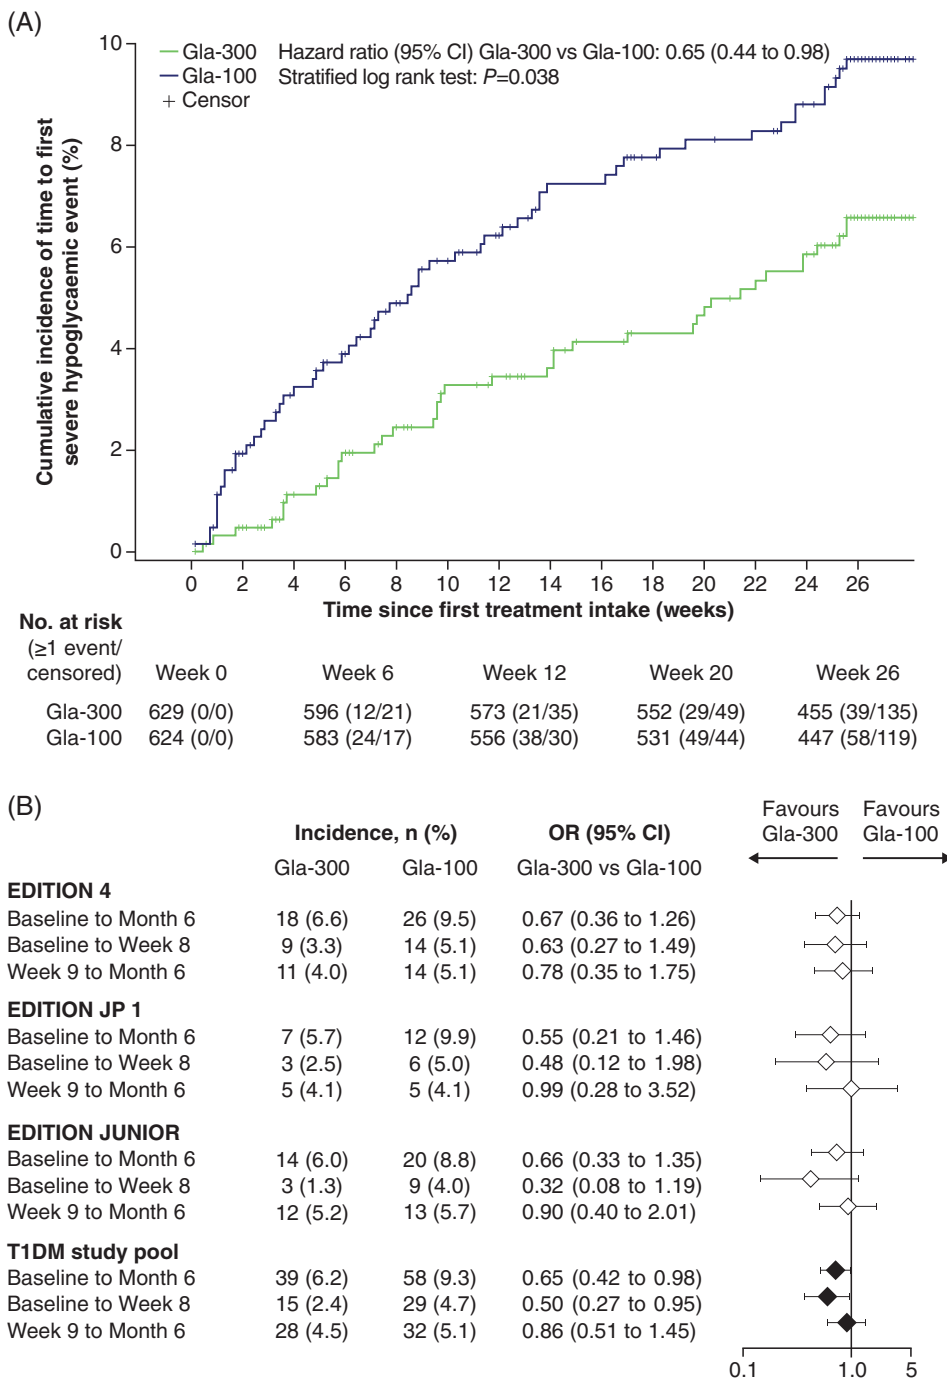 (A)
Gla-300 Hazard ratio (95% CI) Gla-300 vs Gla-100: 0.65 (0.44 to 0.98)
Gla-100 Stratified log rank test: P=0.038
+ Censor
Cumulative incidence of time to first
severe hypoglycaemic event (%)
10
8
6
4
2
0
0 2 4 6 8 10 12 14 16 18 20 22 24 26
Time since first treatment intake (weeks)
No. at risk
(≥1 event/
censored) Week 0 Week 6 Week 12 Week 20 Week 26
Gla-300 629 (0/0) 596 (12/21) 573 (21/35) 552 (29/49) 455 (39/135)
Gla-100 624 (0/0) 583 (24/17) 556 (38/30) 531 (49/44) 447 (58/119)
(B)
Favours Favours
Gla-300 Gla-100
Incidence, n (%) OR (95% CI)
Gla-300 Gla-100 Gla-300 vs Gla-100
EDITION 4
Baseline to Month 6 18 (6.6) 26 (9.5) 0.67 (0.36 to 1.26)
Baseline to Week 8 9 (3.3) 14 (5.1) 0.63 (0.27 to 1.49)
Week 9 to Month 6 11 (4.0) 14 (5.1) 0.78 (0.35 to 1.75)
EDITION JP 1
Baseline to Month 6 7 (5.7) 12 (9.9) 0.55 (0.21 to 1.46)
Baseline to Week 8 3 (2.5) 6 (5.0) 0.48 (0.12 to 1.98)
Week 9 to Month 6 5 (4.1) 5 (4.1) 0.99 (0.28 to 3.52)
EDITION JUNIOR
Baseline to Month 6 14 (6.0) 20 (8.8) 0.66 (0.33 to 1.35)
Baseline to Week 8 3 (1.3) 9 (4.0) 0.32 (0.08 to 1.19)
Week 9 to Month 6 12 (5.2) 13 (5.7) 0.90 (0.40 to 2.01)
T1DM study pool
Baseline to Month 6 39 (6.2) 58 (9.3) 0.65 (0.42 to 0.98)
Baseline to Week 8 15 (2.4) 29 (4.7) 0.50 (0.27 to 0.95)
Week 9 to Month 6 28 (4.5) 32 (5.1) 0.86 (0.51 to 1.45)
0.1 1.0 5